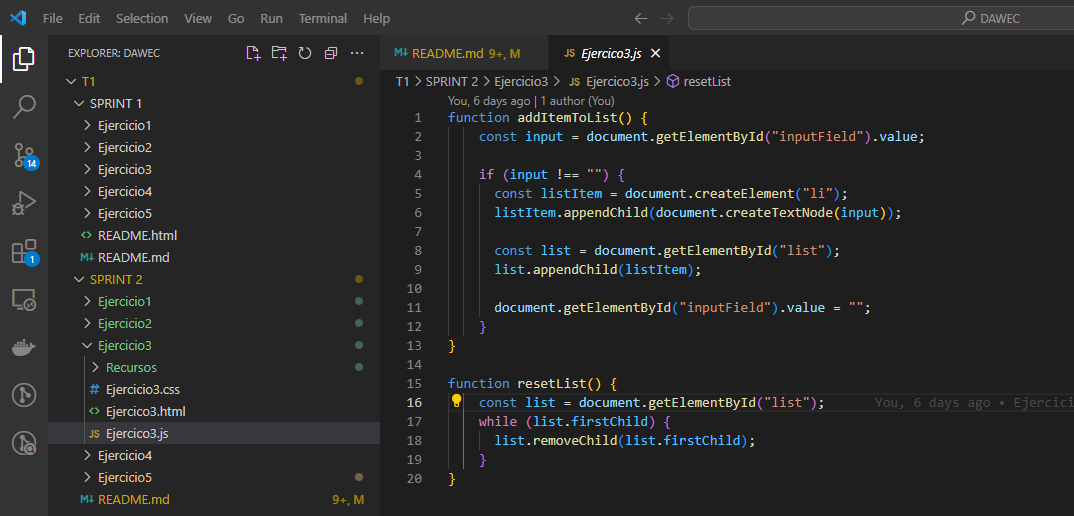 File Edit Selection View Go Run Terminal Help
DAWEC
EXPLORER: DAWEC
T1
SPRINT 1
Ejercicio1
Ejercicio2
Ejercicio3
Ejercicio4
Ejercicio5
README.html
README.md
SPRINT 2
Ejercicio1
Ejercicio2
Ejercicio3
Recursos
Ejercicio3.css
Ejercico3.html
JS Ejercico3.js
Ejercicio4
Ejercicio5
README.md 9+, M
14
1
README.md 9+, M
JS Ejercico3.js
T1 > SPRINT 2 > Ejercicio3 > JS Ejercico3.js > resetList
You, 6 days ago | 1 author (You)
1 function addItemToList() {
2 const input = document.getElementById("inputField").value;
3
4 if (input !== "") {
5 const listItem = document.createElement("li");
6 listItem.appendChild(document.createTextNode(input));
7
8 const list = document.getElementById("list");
9 list.appendChild(listItem);
10
11 document.getElementById("inputField").value = "";
12 }
13 }
14
15 function resetList() {
16 const list = document.getElementById("list"); You, 6 days ago • Ejercici
17 while (list.firstChild) {
18 list.removeChild(list.firstChild);
19 }
20 }